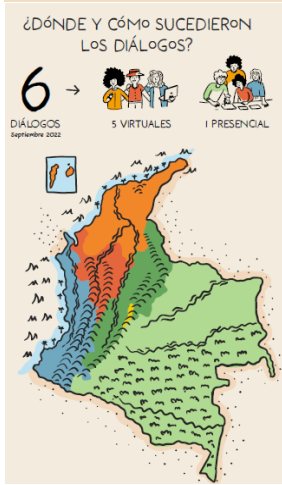 ¿DÓNDE Y CÓMO SUCEDIERON
LOS DIÁLOGOS?
6
DIÁLOGOS
Septiembre 2022
5 VIRTUALES
1 PRESENCIAL